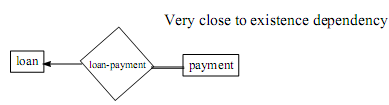 Very close to existence dependency
loan
loan-payment
payment